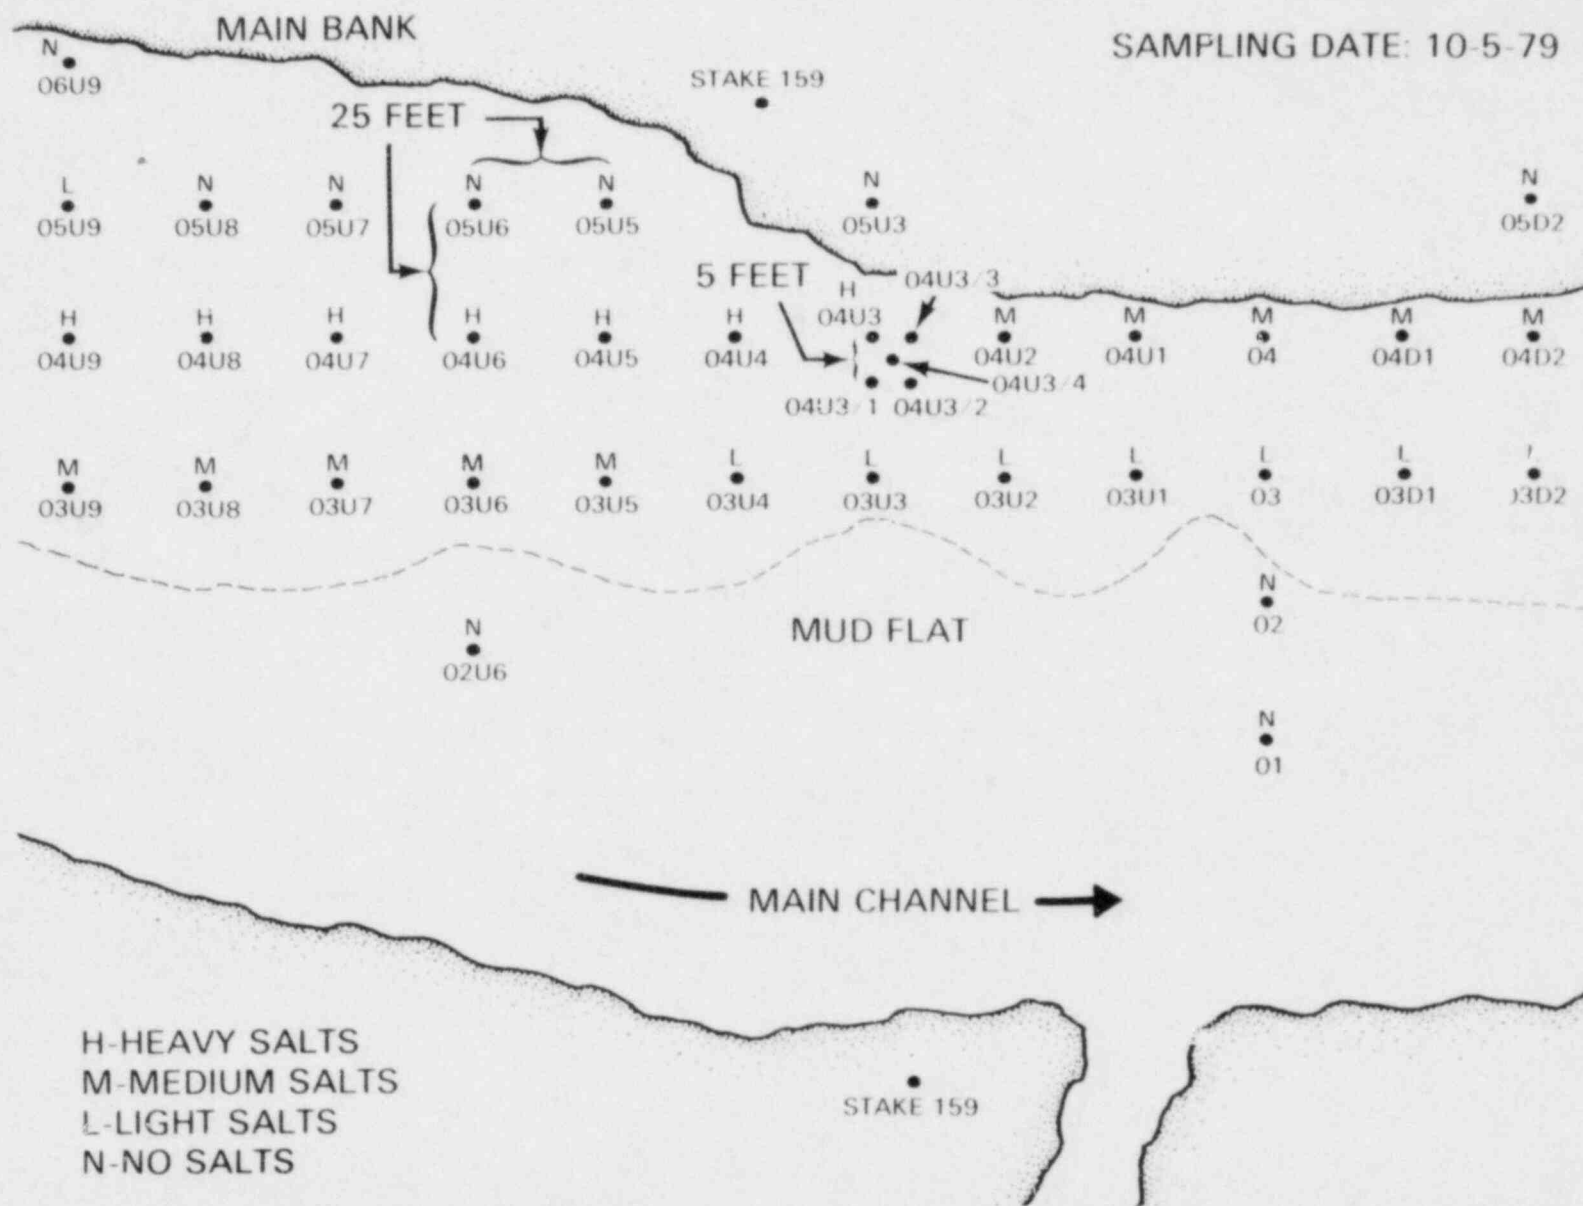 MAIN BANK
SAMPLING DATE: 10-5-79
N
06U9
STAKE 159
25 FEET
L N N N N N N
05U9 05U8 05U7 05U6 05U5 05U3 05D2
5 FEET
04U3/3
H H H H H H H M M M M M
04U9 04U8 04U7 04U6 04U5 04U4 04U3 04U2 04U1 04 04D1 04D2
04U3/4
04U3/1 04U3/2
M M M M M L L L L L L
03U9 03U8 03U7 03U6 03U5 03U4 03U3 03U2 03U1 03 03D1 03D2
N
02
N
02U6
MUD FLAT
N
01
MAIN CHANNEL
H-HEAVY SALTS
M-MEDIUM SALTS
L-LIGHT SALTS
N-NO SALTS
STAKE 159